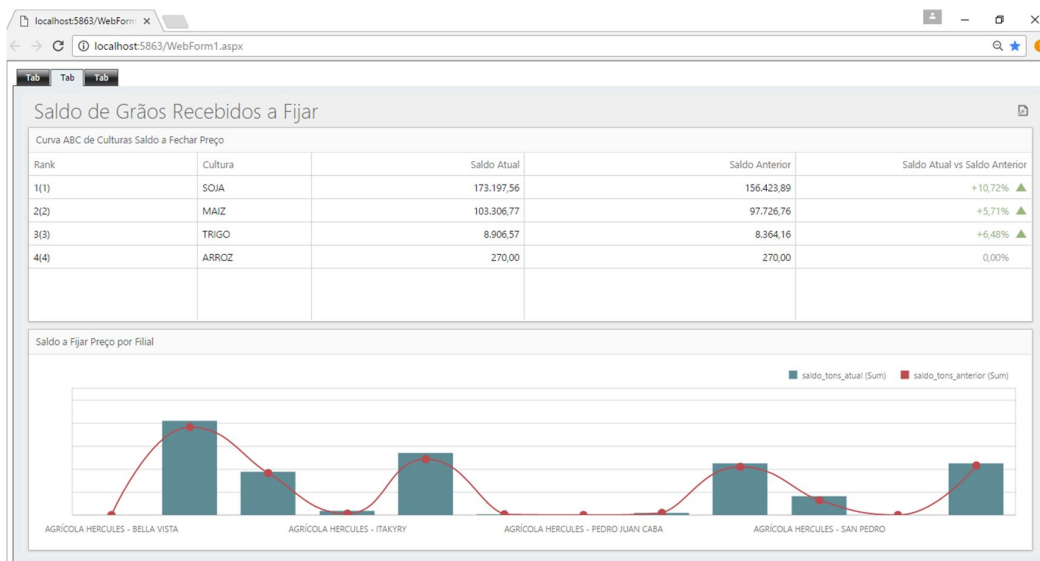 localhost:5863/WebForm
localhost:5863/WebForm1.aspx
Tab Tab Tab
Saldo de Grãos Recebidos a Fijar
Curva ABC de Culturas Saldo a Fechar Preço
Rank Cultura Saldo Atual Saldo Anterior Saldo Atual vs Saldo Anterior
1(1) SOJA 173.197,56 156.423,89 +10,72%
2(2) MAIZ 103.306,77 97.726,76 +5,71%
3(3) TRIGO 8.906,57 8.364,16 +6,48%
4(4) ARROZ 270,00 270,00 0,00%
Saldo a Fijar Preço por Filial
saldo_tons_atual (Sum) saldo_tons_anterior (Sum)
AGRÍCOLA HERCULES - BELLA VISTA AGRÍCOLA HERCULES - ITAKYRY AGRÍCOLA HERCULES - PEDRO JUAN CABA AGRÍCOLA HERCULES - SAN PEDRO